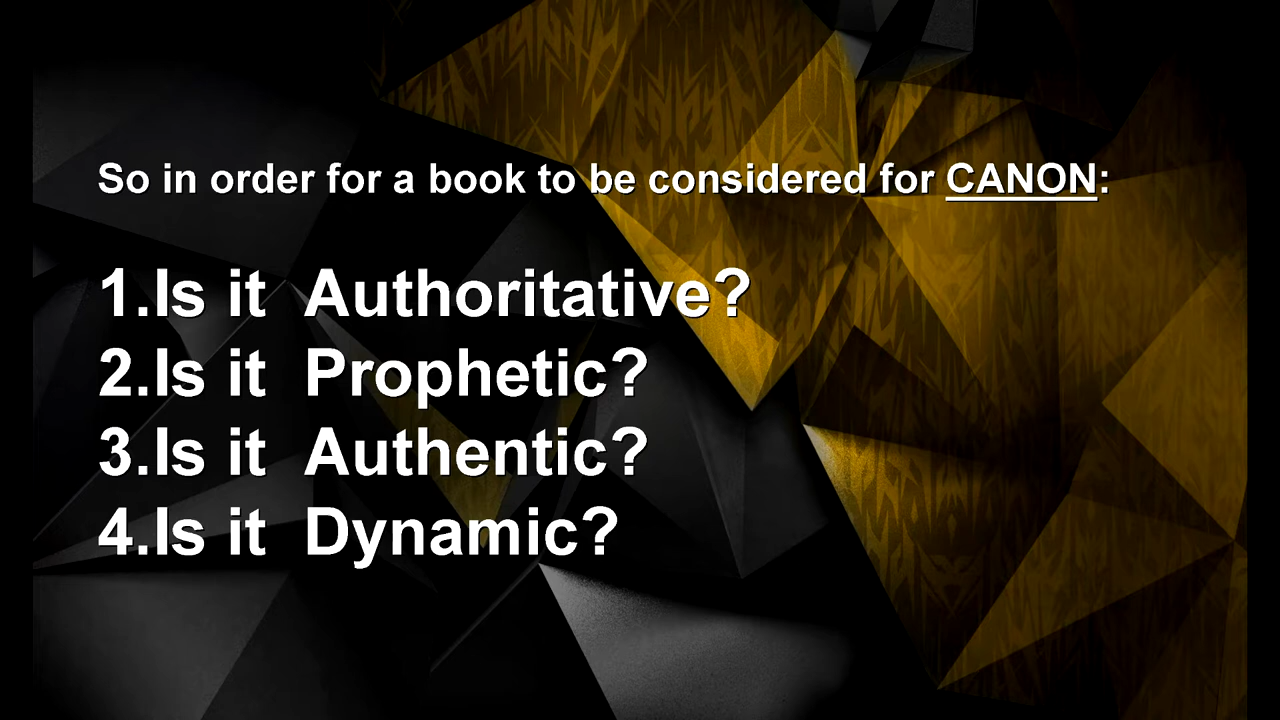 So in order for a book to be considered for CANON:
1.Is it  Authoritative?
2.Is it  Prophetic?
3.Is it  Authentic?
4.Is it  Dynamic?